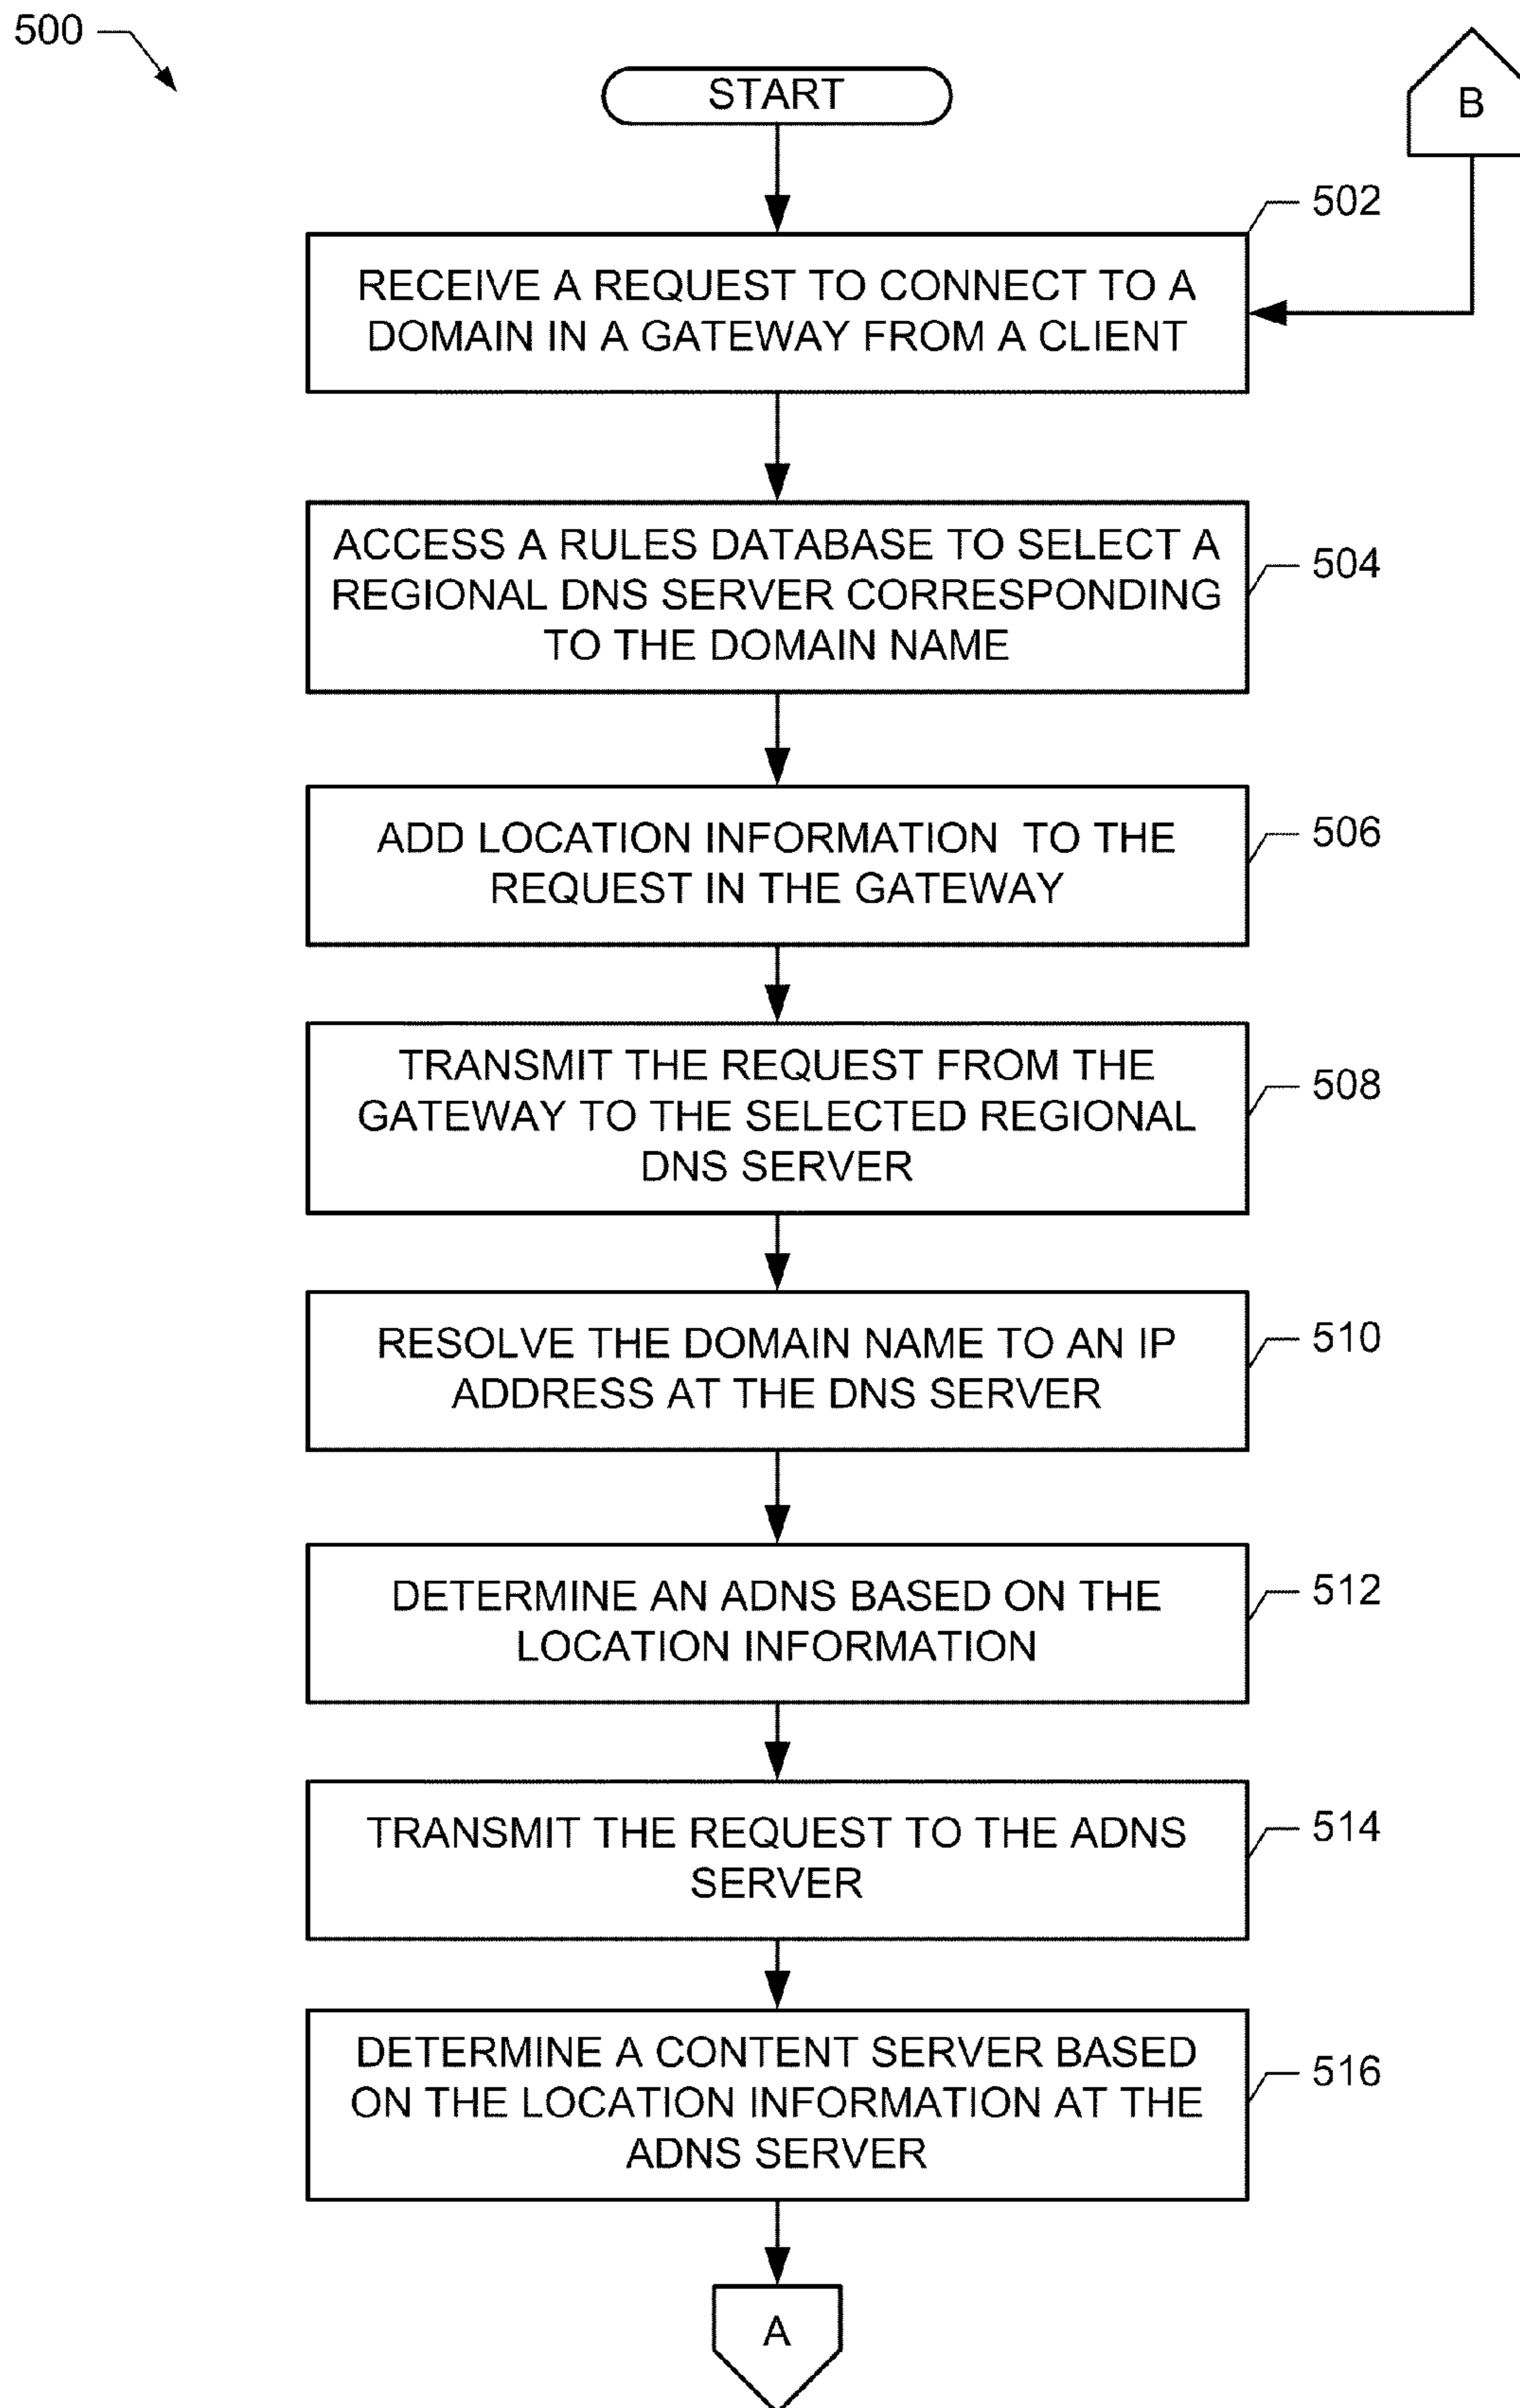 500
START
B
502
RECEIVE A REQUEST TO CONNECT TO A
DOMAIN IN A GATEWAY FROM A CLIENT
ACCESS A RULES DATABASE TO SELECT A
REGIONAL DNS SERVER CORRESPONDING
TO THE DOMAIN NAME
504
ADD LOCATION INFORMATION TO THE
REQUEST IN THE GATEWAY
506
TRANSMIT THE REQUEST FROM THE
GATEWAY TO THE SELECTED REGIONAL
DNS SERVER
508
RESOLVE THE DOMAIN NAME TO AN IP
ADDRESS AT THE DNS SERVER
510
DETERMINE AN ADNS BASED ON THE
LOCATION INFORMATION
512
TRANSMIT THE REQUEST TO THE ADNS
SERVER
514
DETERMINE A CONTENT SERVER BASED
ON THE LOCATION INFORMATION AT THE
ADNS SERVER
516
A